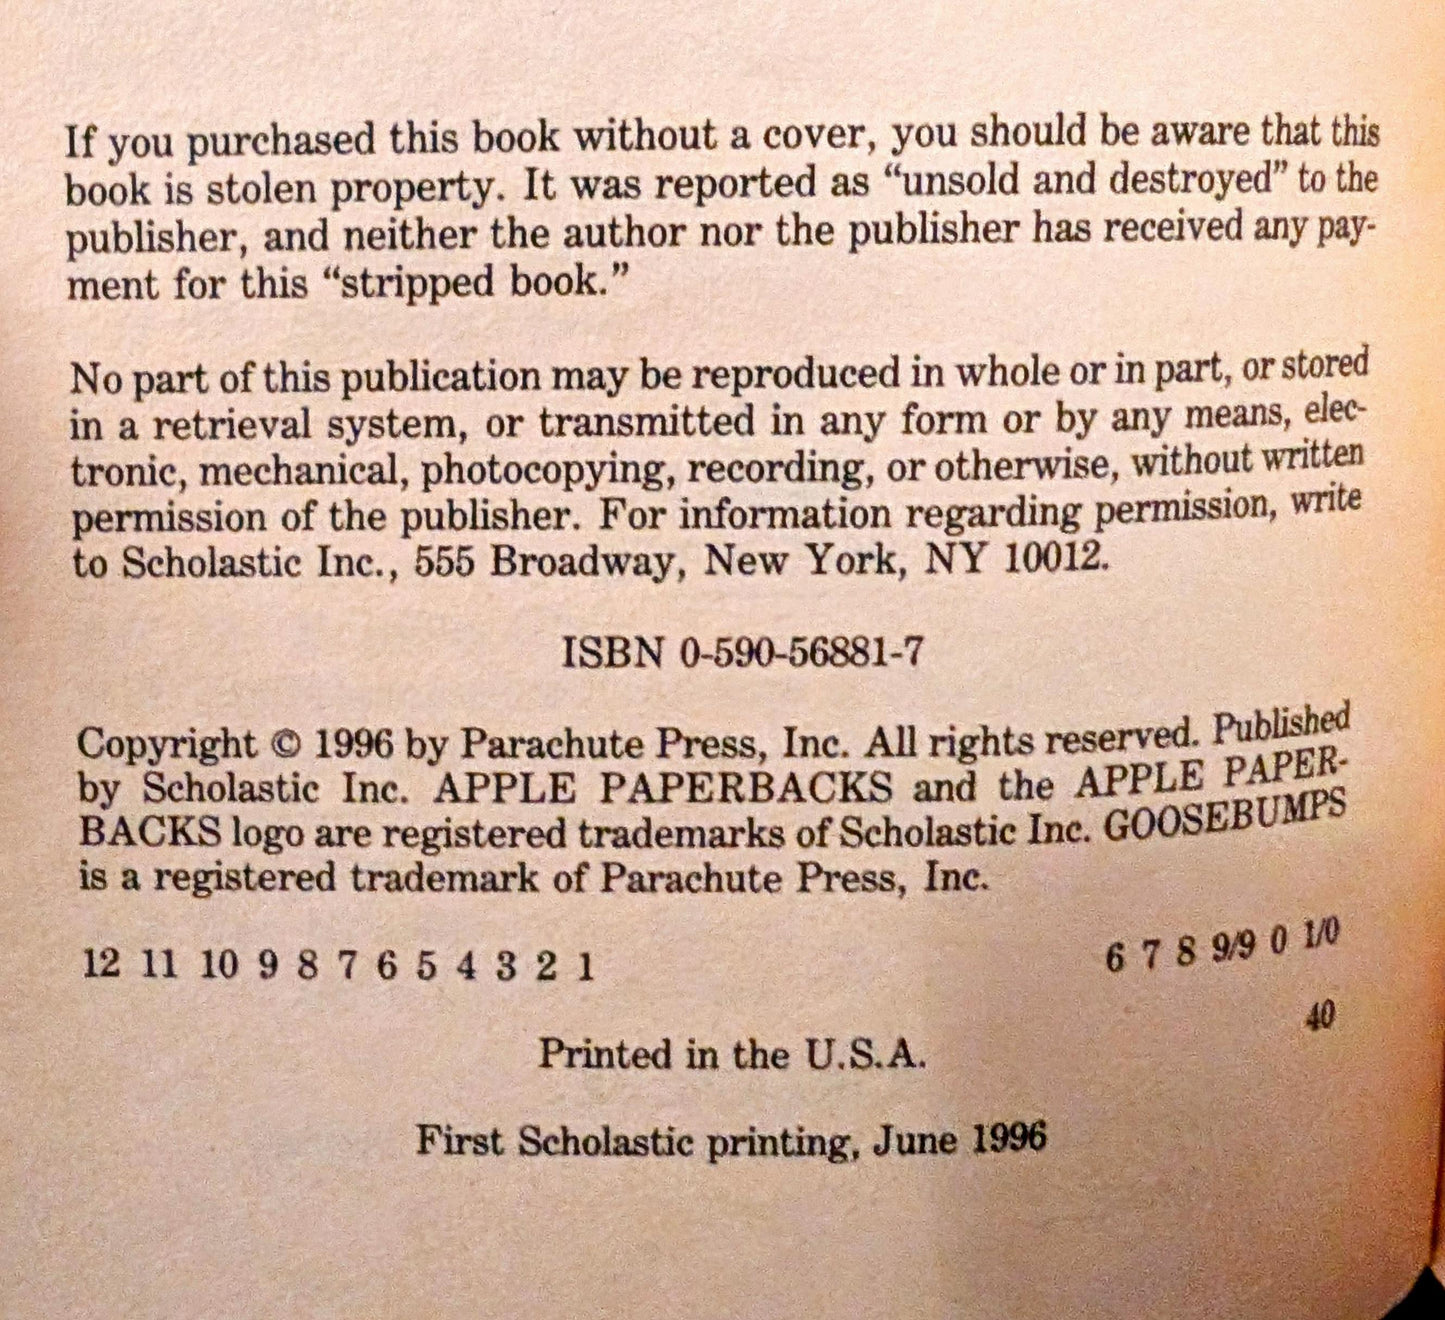 If you purchased this book without a cover, you should be aware that this
book is stolen property. It was reported as “unsold and destroyed” to the
publisher, and neither the author nor the publisher has received any pay-
ment for this “stripped book.”
No part of this publication may be reproduced in whole or in part, or stored
in a retrieval system, or transmitted in any form or by any means, elec-
tronic, mechanical, photocopying, recording, or otherwise, without written
permission of the publisher. For information regarding permission, write
to Scholastic Inc., 555 Broadway, New York, NY 10012.
ISBN 0-590-56881-7
Copyright © 1996 by Parachute Press, Inc. All rights reserved. Published
by Scholastic Inc. APPLE PAPERBACKS and the APPLE PAPER-
BACKS logo are registered trademarks of Scholastic Inc. GOOSEBUMPS
is a registered trademark of Parachute Press, Inc.
12 11 10 9 8 7 6 5 4 3 2 1 6 7 8 9/9 0 1/0
40
Printed in the U.S.A.
First Scholastic printing, June 1996